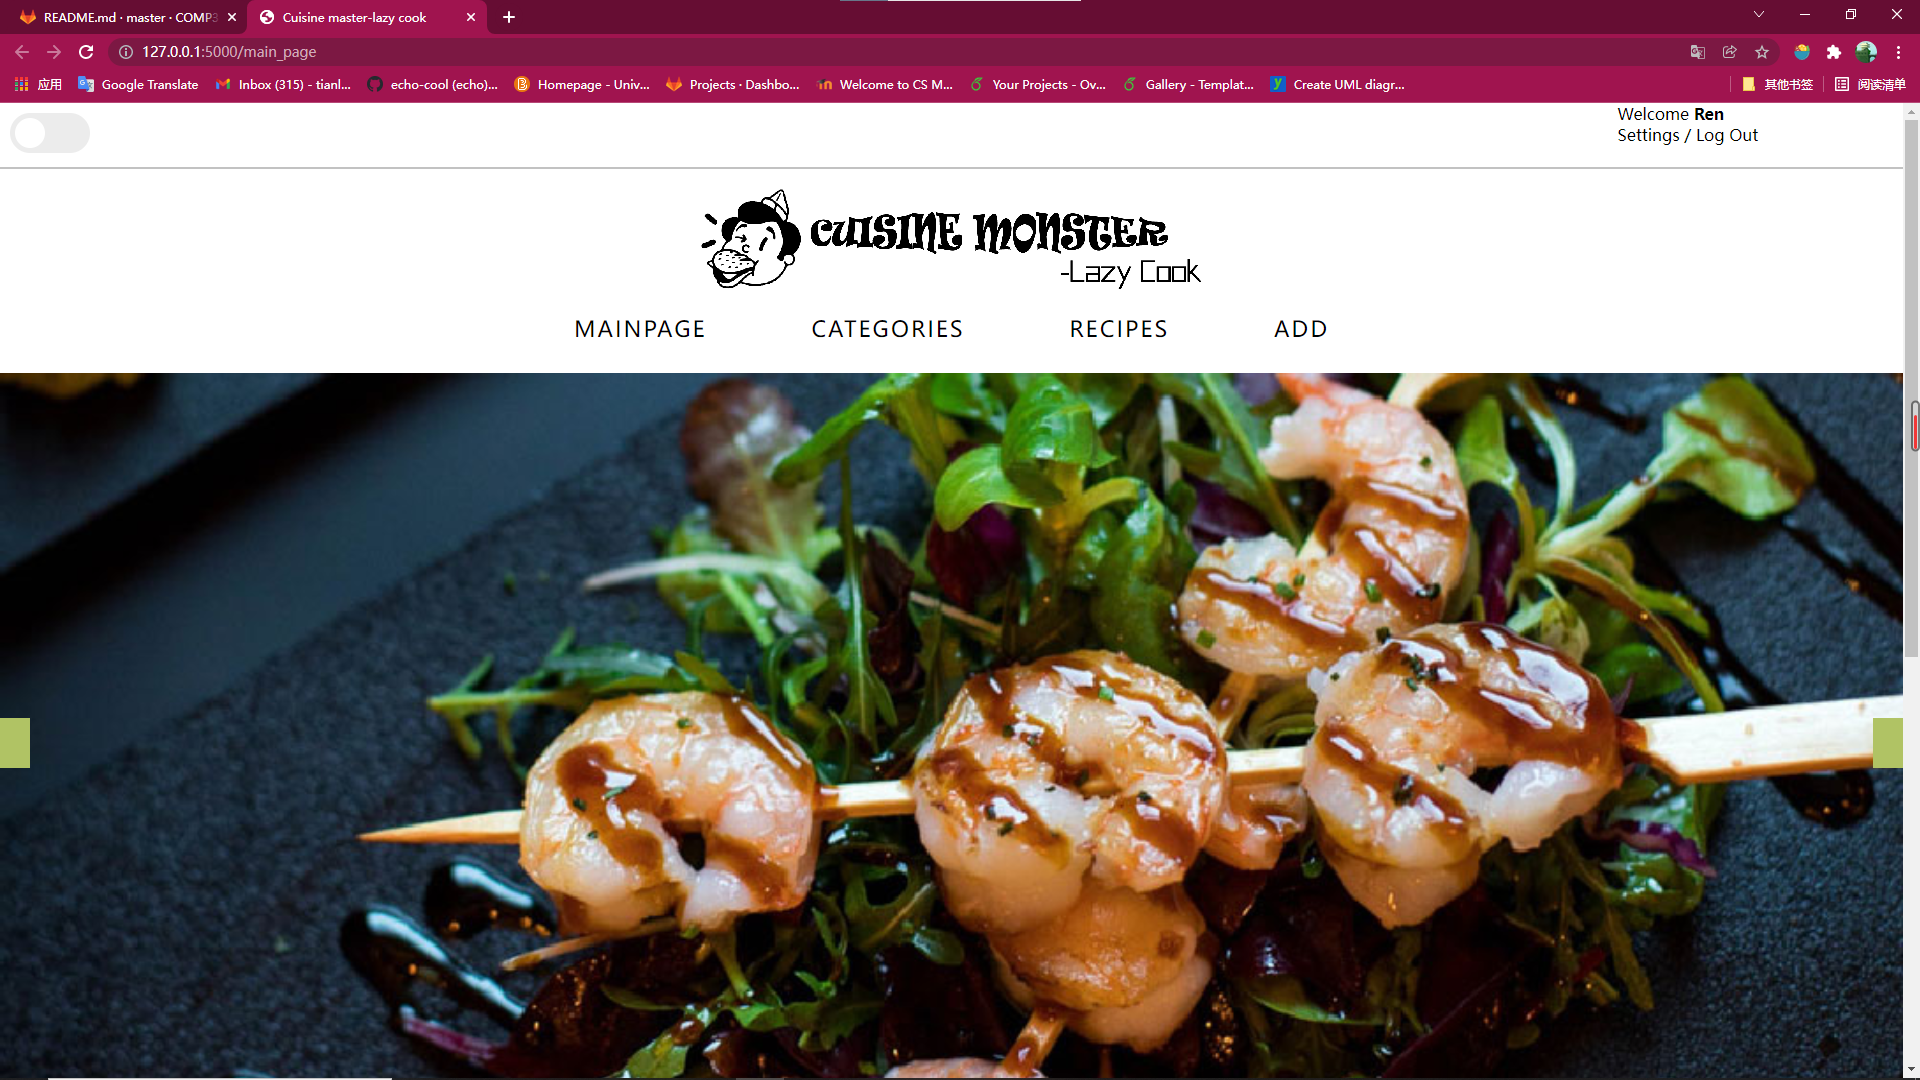 README.md · master · COMP3
Cuisine master-lazy cook
127.0.0.1:5000/main_page
应用
Google Translate
Inbox (315) - tianl...
echo-cool (echo)...
Homepage - Univ...
Projects · Dashbo...
Welcome to CS M...
Your Projects - Ov...
Gallery - Templat...
Create UML diagr...
其他书签
阅读清单
Welcome Ren
Settings / Log Out
CUISINE MONSTER
-Lazy Cook
MAINPAGE
CATEGORIES
RECIPES
ADD